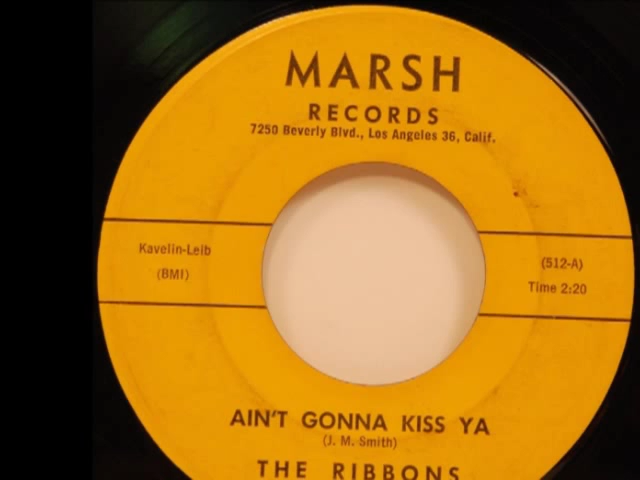 MARSH
RECORDS
7250 Beverly Blvd., Los Angeles 36, Calif.
Kavelin-Leib
(BMI)
(512-A)
Time 2:20
AIN'T GONNA KISS YA
(J. M. Smith)
THE RIBBONS